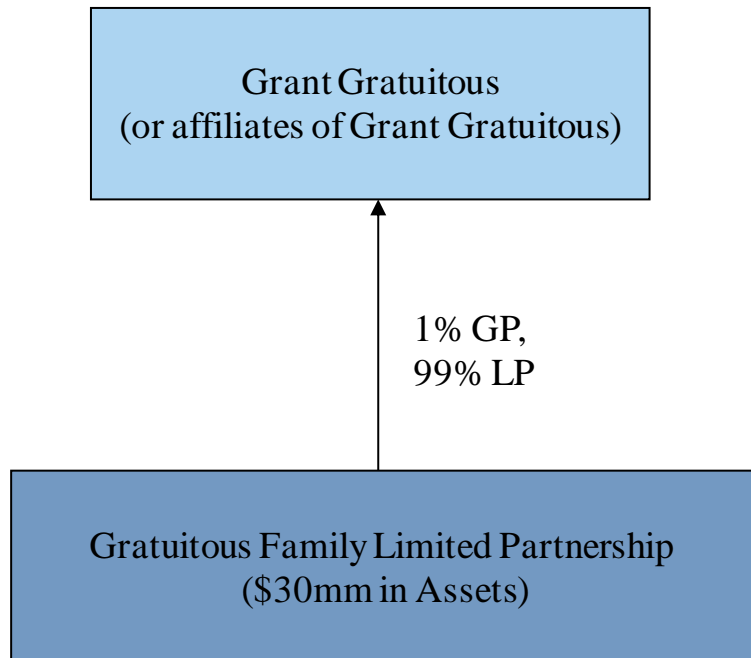 Grant Gratuitous
(or affiliates of Grant Gratuitous)
1% GP,
99% LP
Gratuitous Family Limited Partnership
($30mm in Assets)